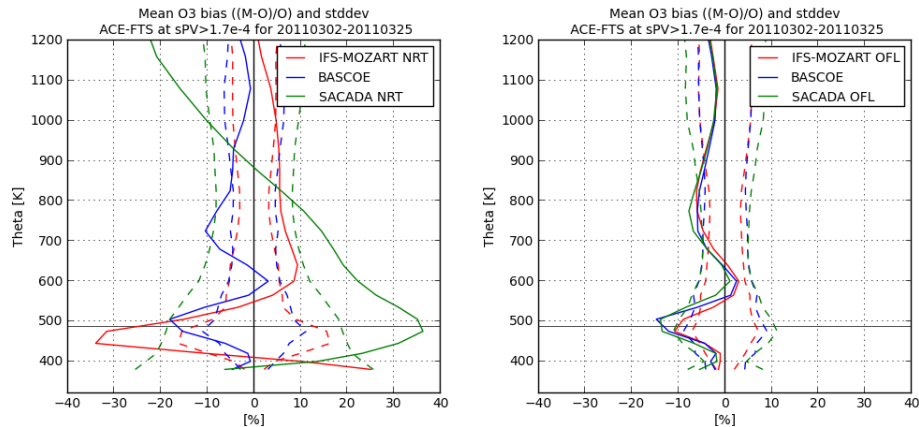 Mean O3 bias ((M-O)/O) and stddev
ACE-FTS at sPV>1.7e-4 for 20110302-20110325
1200
1100
1000
900
800
700
600
500
400
Theta [K]
IFS-MOZART NRT
BASCOE
SACADA NRT
−40 −30 −20 −10 0 10 20 30 40
[%]
Mean O3 bias ((M-O)/O) and stddev
ACE-FTS at sPV>1.7e-4 for 20110302-20110325
1200
1100
1000
900
800
700
600
500
400
Theta [K]
IFS-MOZART OFL
BASCOE
SACADA OFL
−40 −30 −20 −10 0 10 20 30 40
[%]